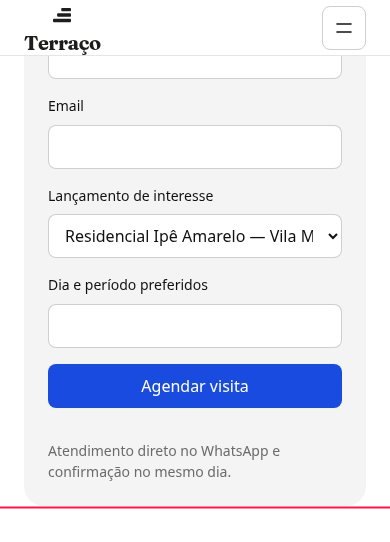 Terraço
Email
Lançamento de interesse
Residencial Ipê Amarelo — Vila M
Dia e período preferidos
Agendar visita
Atendimento direto no WhatsApp e
confirmação no mesmo dia.